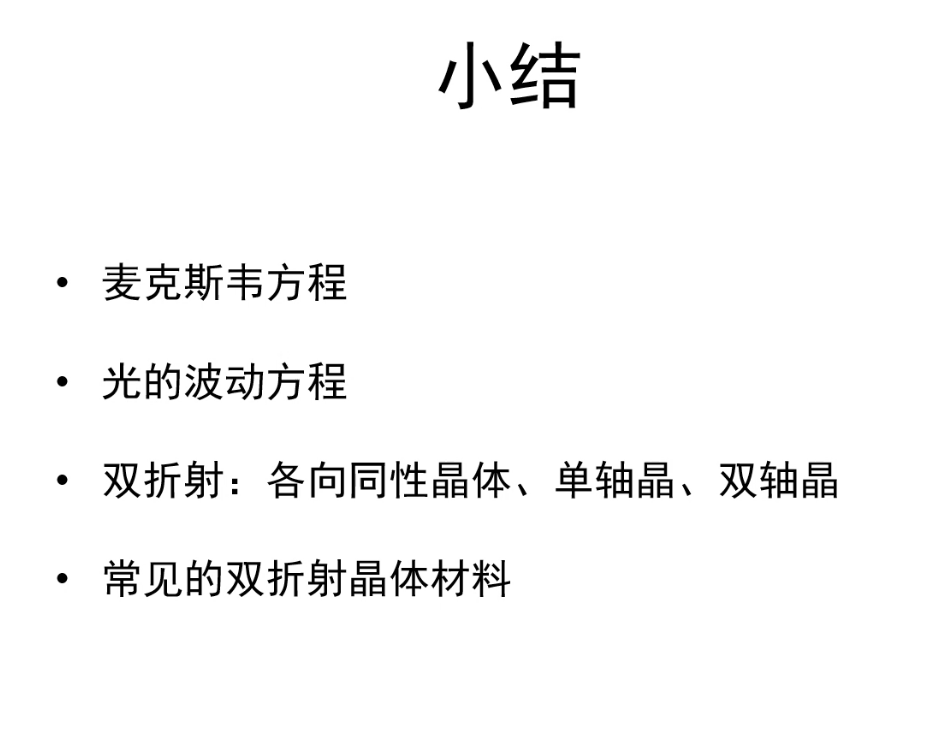 小结
• 麦克斯韦方程
• 光的波动方程
• 双折射：各向同性晶体、单轴晶、双轴晶
• 常见的双折射晶体材料